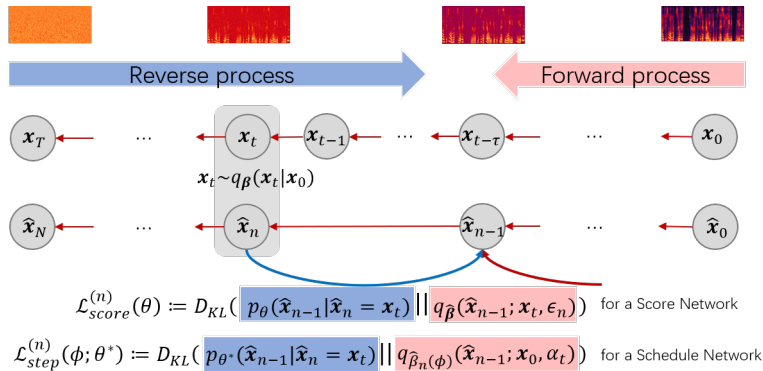 Reverse process Forward process
x_T ⋯ x_t x_{t−1} ⋯ x_{t−τ} ⋯ x_0
x_t~q_β(x_t|x_0)
x̂_N ⋯ x̂_n x̂_{n−1} ⋯ x̂_0
ℒ_{score}^{(n)}(θ) ≔ D_{KL}( p_θ(x̂_{n−1}|x̂_n = x_t) || q_{β̂}(x̂_{n−1}; x_t, ϵ_n) ) for a Score Network
ℒ_{step}^{(n)}(ϕ; θ*) ≔ D_{KL}( p_{θ*}(x̂_{n−1}|x̂_n = x_t) || q_{β̂_n(ϕ)}(x̂_{n−1}; x_0, α_t) ) for a Schedule Network